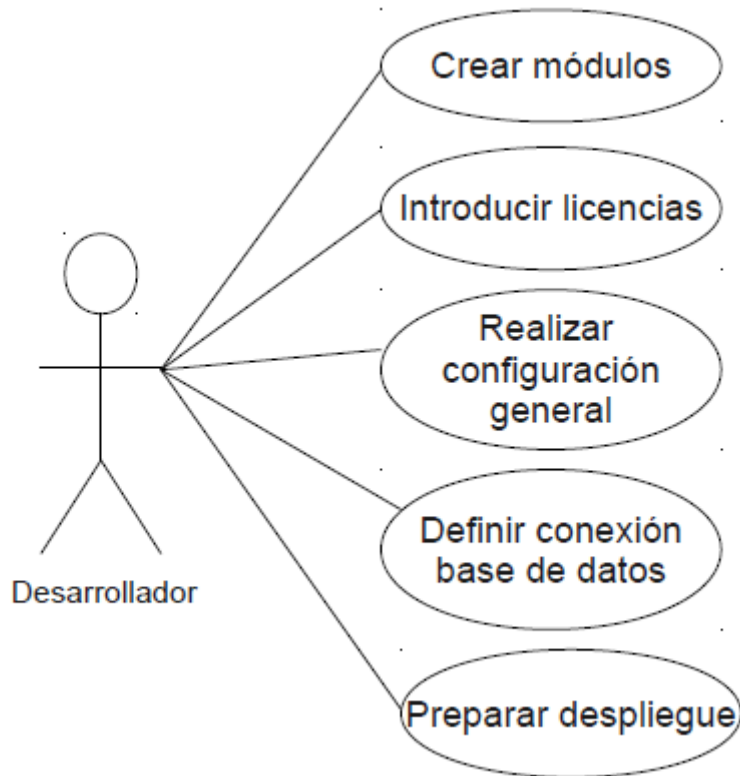 Crear módulos
Introducir licencias
Realizar
configuración
general
Definir conexión
base de datos
Desarrollador
Preparar despliegue